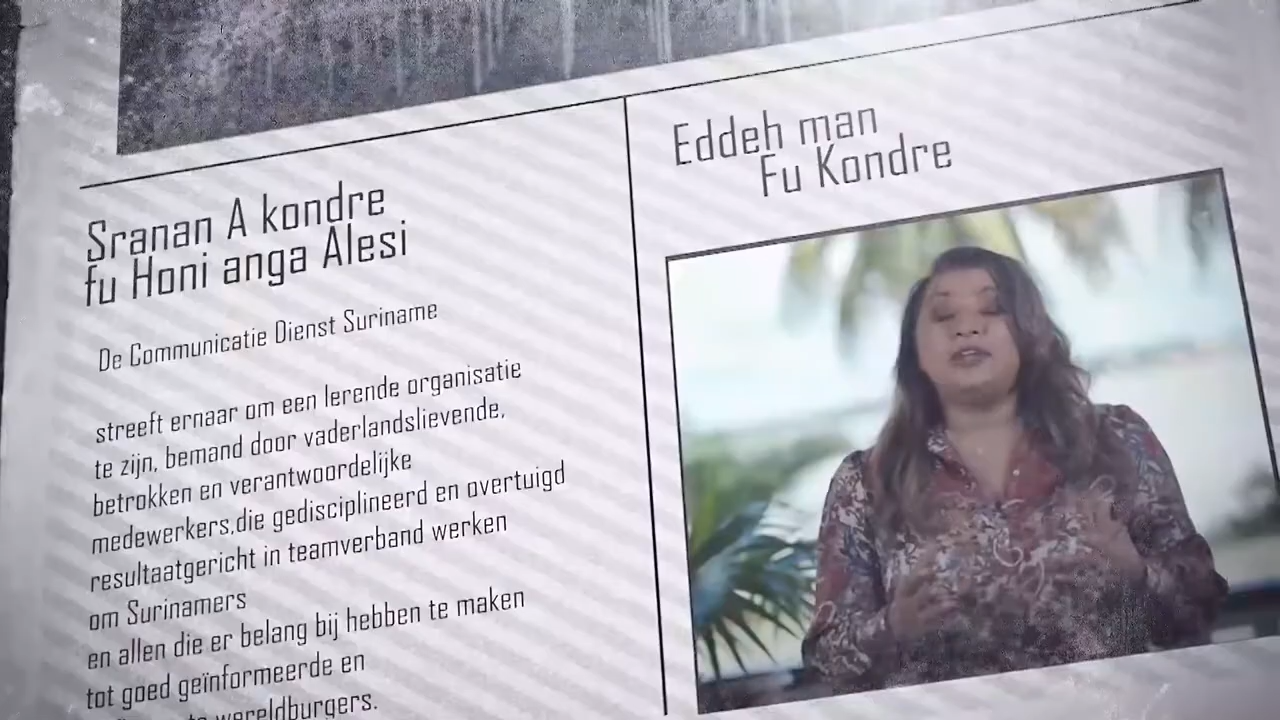 Sranan A kondre
fu Honi anga Alesi
De Communicatie Dienst Suriname
streeft ernaar om een lerende organisatie
te zijn, bemand door vaderlandslievende,
betrokken en verantwoordelijke
medewerkers,die gedisciplineerd en overtuigd
resultaatgericht in teamverband werken
om Surinamers
en allen die er belang bij hebben te maken
tot goed geïnformeerde en
wereldburgers.
Eddeh man
Fu Kondre